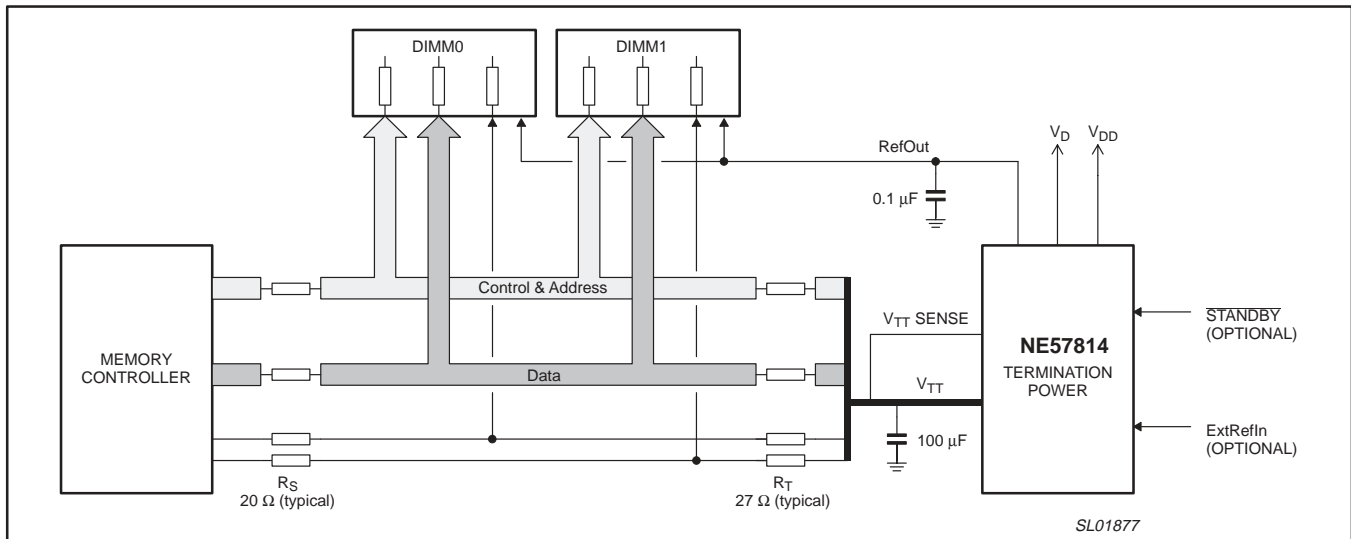 DIMM0
DIMM1
RefOut
V_D
V_DD
0.1 μF
MEMORY
CONTROLLER
Control & Address
Data
V_TT SENSE
V_TT
100 μF
NE57814
TERMINATION
POWER
STANDBY
(OPTIONAL)
ExtRefIn
(OPTIONAL)
R_S
20 Ω (typical)
R_T
27 Ω (typical)
SL01877